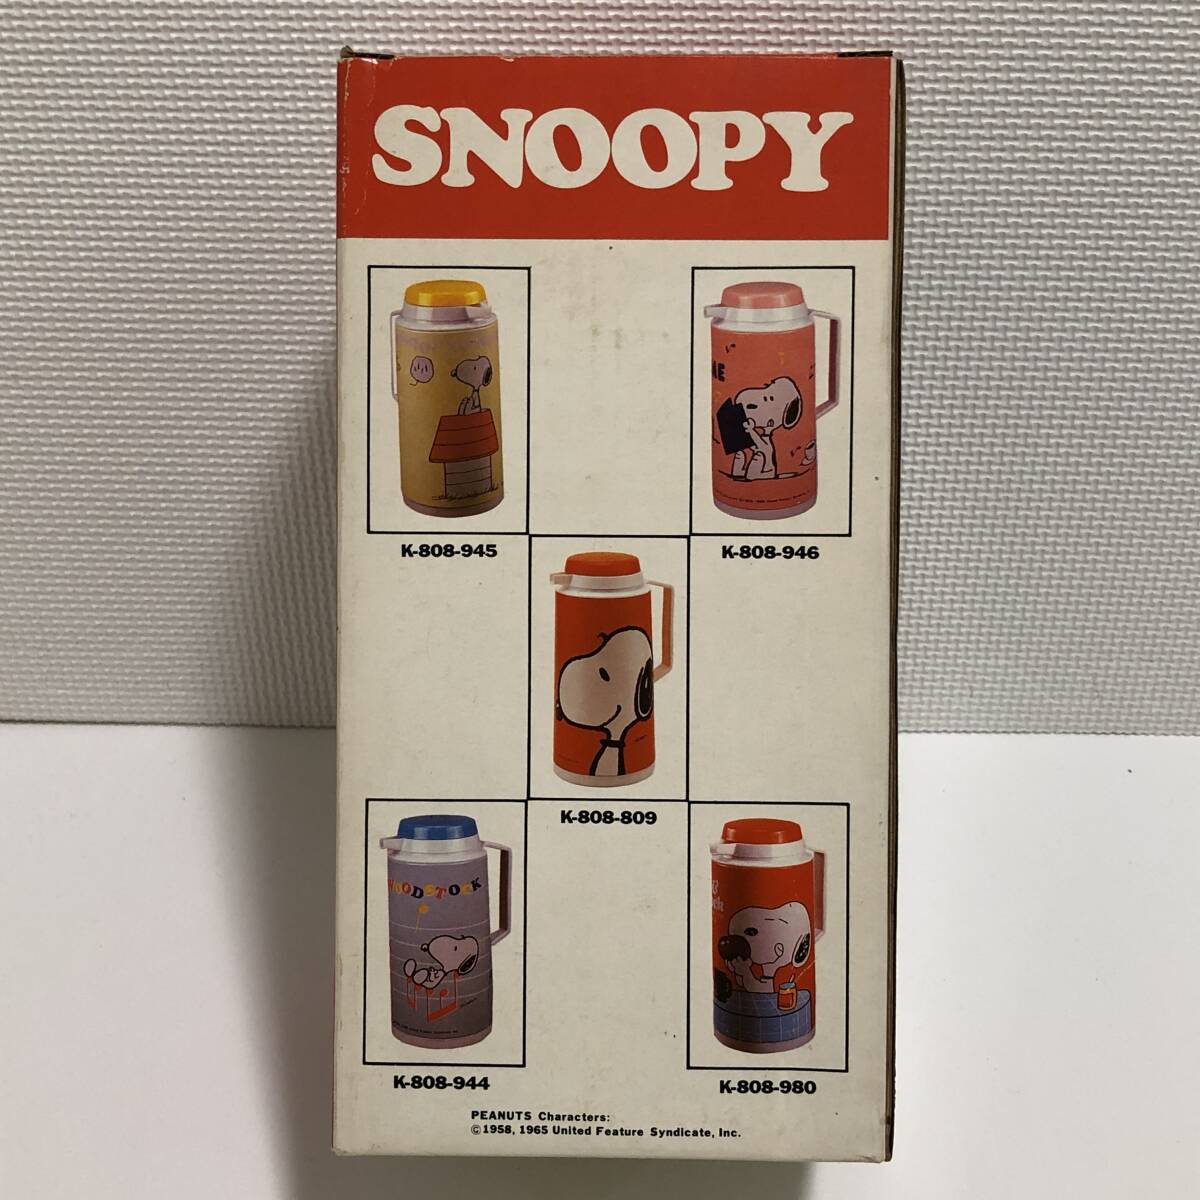 SNOOPY
K-808-945
ME
K-808-946
K-808-809
WOODSTOCK
K-808-944
K-808-980
PEANUTS Characters:
©1958, 1965 United Feature Syndicate, Inc.